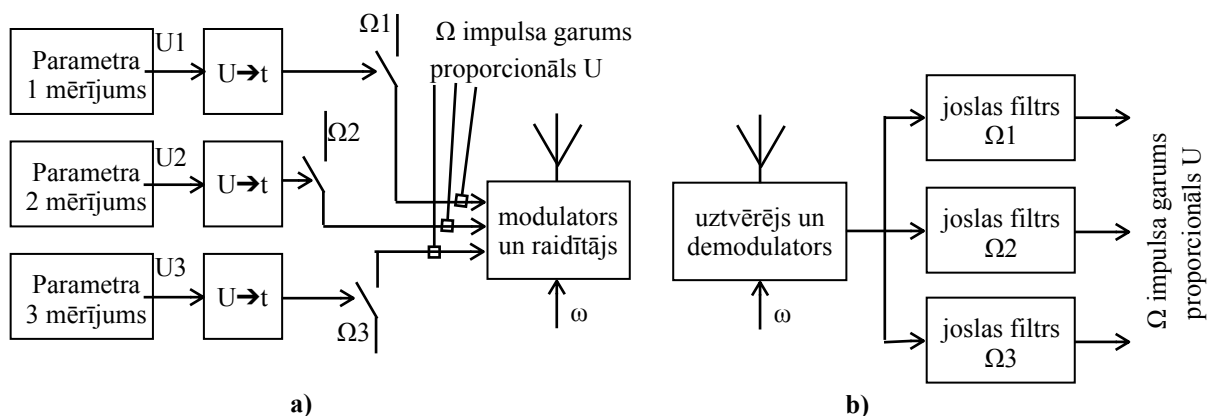 Parametra
1 mērījums
U1
U➔t
Ω1
Ω impulsa garums
proporcionāls U
Parametra
2 mērījums
U2
U➔t
Ω2
Parametra
3 mērījums
U3
U➔t
Ω3
modulators
un raidītājs
ω
a)
uztvērējs un
demodulators
ω
joslas filtrs
Ω1
joslas filtrs
Ω2
joslas filtrs
Ω3
Ω impulsa garums
proporcionāls U
b)